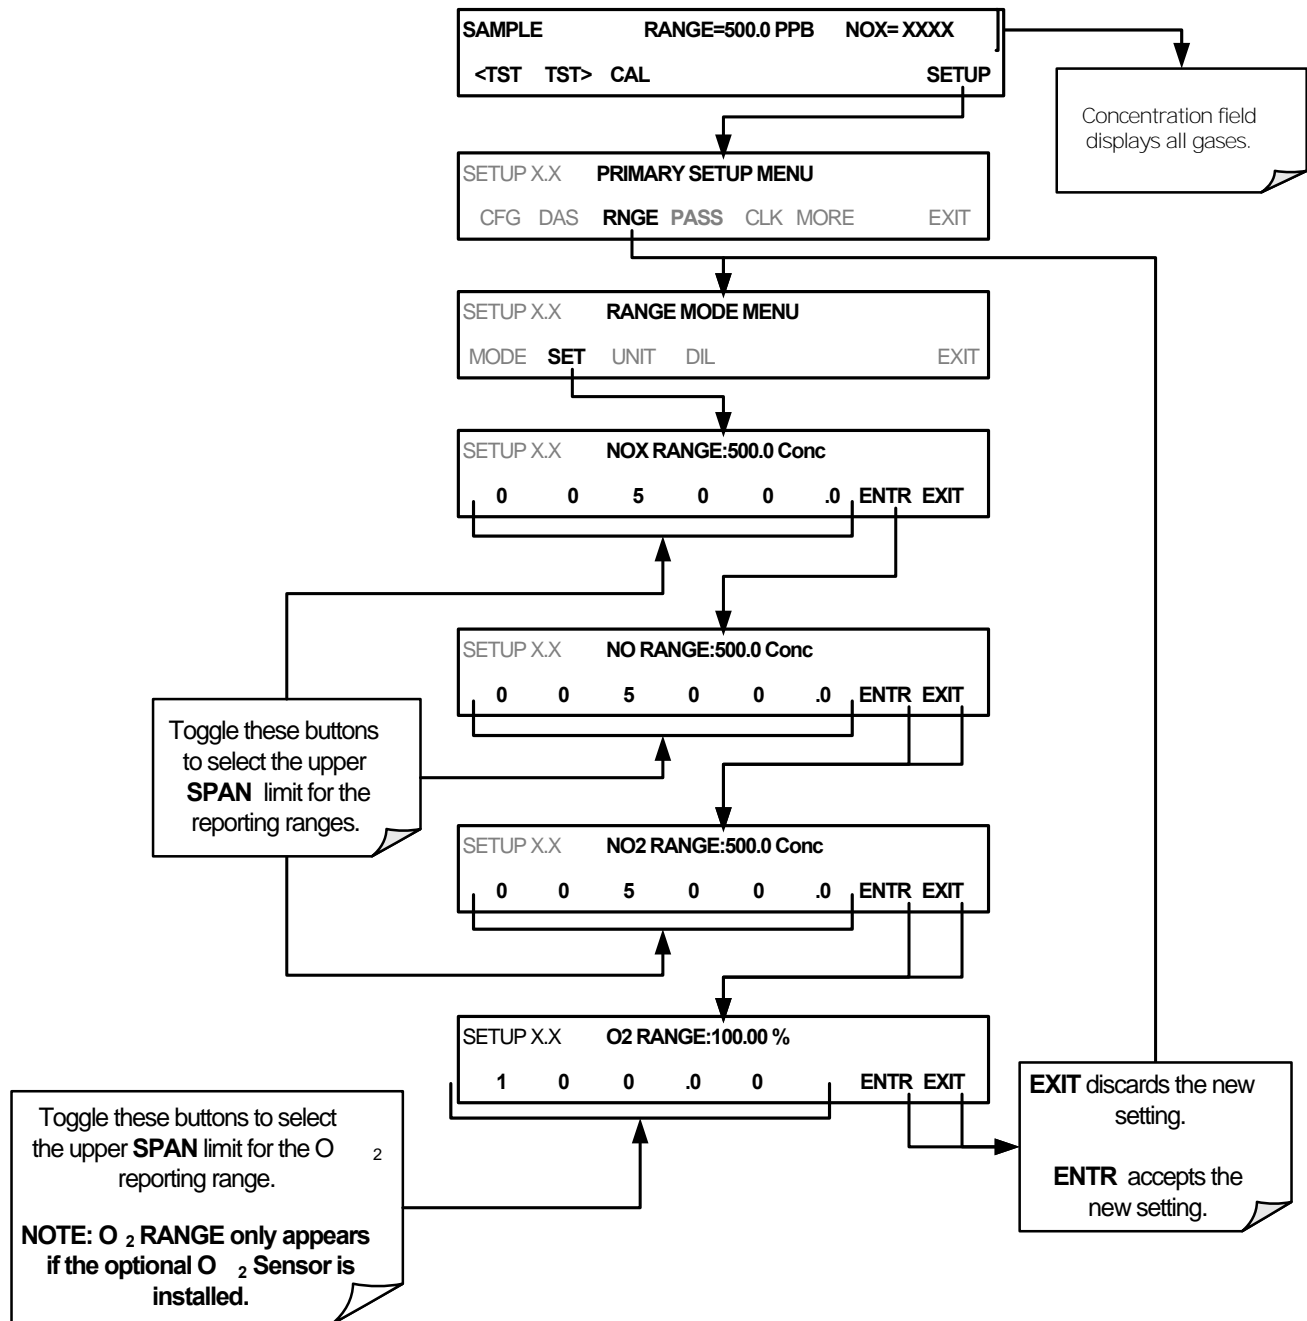 SAMPLE RANGE=500.0 PPB NOX= XXXX
<TST TST> CAL SETUP
Concentration field
displays all gases.
SETUP X.X PRIMARY SETUP MENU
CFG DAS RNGE PASS CLK MORE EXIT
SETUP X.X RANGE MODE MENU
MODE SET UNIT DIL EXIT
SETUP X.X NOX RANGE:500.0 Conc
0 0 5 0 0 .0 ENTR EXIT
SETUP X.X NO RANGE:500.0 Conc
0 0 5 0 0 .0 ENTR EXIT
Toggle these buttons
to select the upper
SPAN limit for the
reporting ranges.
SETUP X.X NO2 RANGE:500.0 Conc
0 0 5 0 0 .0 ENTR EXIT
SETUP X.X O2 RANGE:100.00 %
1 0 0 .0 0 ENTR EXIT
Toggle these buttons to select
the upper SPAN limit for the O 2
reporting range.
NOTE: O 2 RANGE only appears
if the optional O 2 Sensor is
installed.
EXIT discards the new
setting.
ENTR accepts the
new setting.